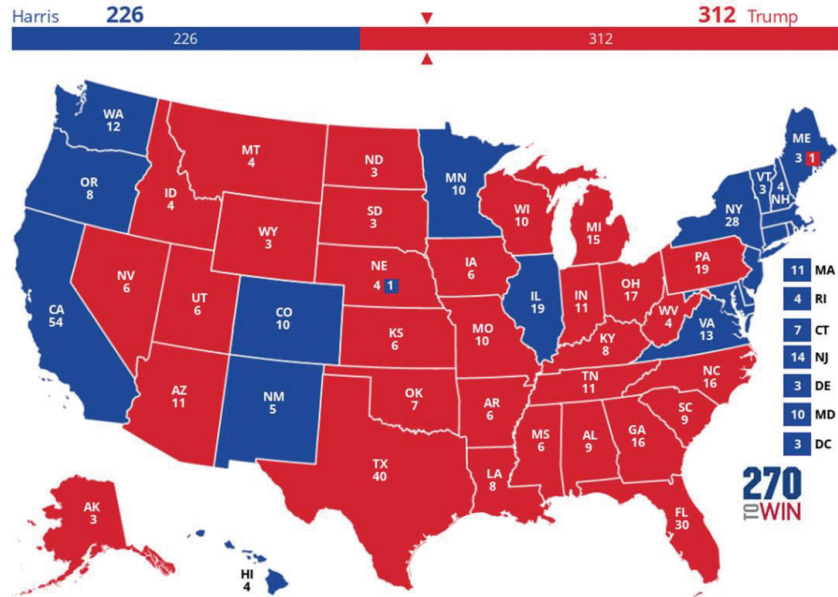 Harris 226 312 Trump
226 312
WA
12
OR
8
CA
54
NV
6
ID
4
MT
4
WY
3
UT
6
AZ
11
CO
10
NM
5
ND
3
SD
3
NE
4 1
KS
6
OK
7
TX
40
MN
10
IA
6
MO
10
AR
6
LA
8
WI
10
IL
19
MI
15
IN
11
OH
17
KY
8
TN
11
MS
6
AL
9
GA
16
FL
30
SC
9
NC
16
VA
13
WV
4
PA
19
NY
28
VT
3
4
NH
ME
3 1
11 MA
4 RI
7 CT
14 NJ
3 DE
10 MD
3 DC
AK
3
HI
4
270
TO WIN